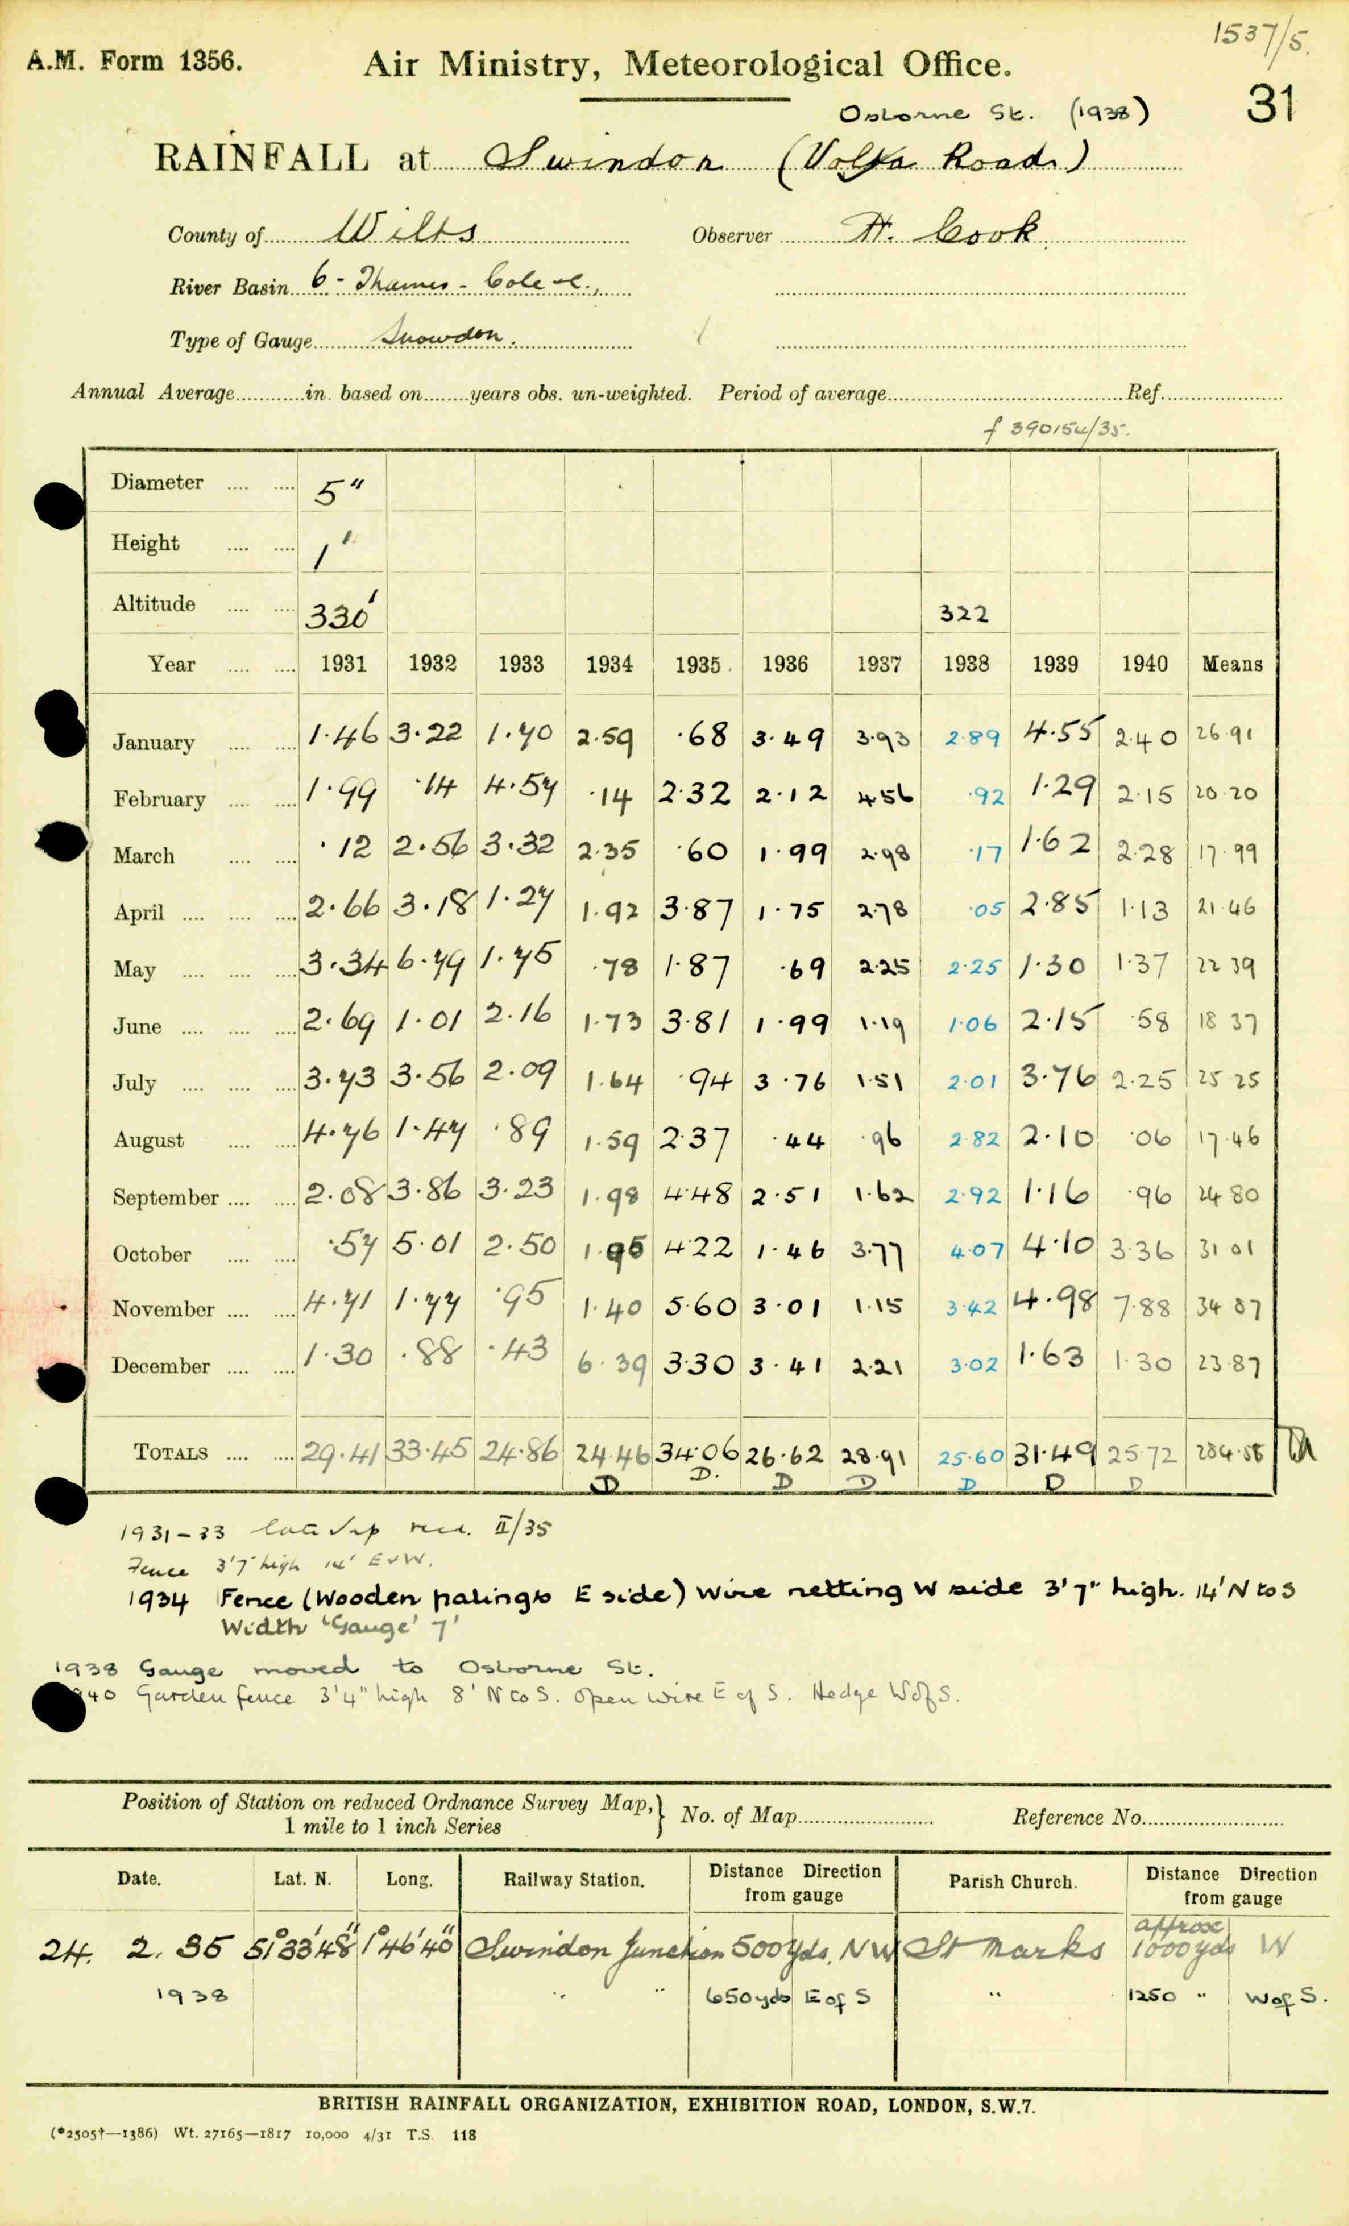 1537/5.
A.M. Form 1356. Air Ministry, Meteorological Office.
31
Osborne St. (1938)
RAINFALL at Swindon (Volta Road)
County of Wilts Observer H. Cook
River Basin 6 - Thames - Cole
Type of Gauge Snowdon.
Annual Average in. based on years obs. un-weighted. Period of average Ref.
f 390154/35.
Diameter 5"
Height 1'
Altitude 330' 322
Year 1931 1932 1933 1934 1935 1936 1937 1938 1939 1940 Means
January 1.46 3.22 1.70 2.59 .68 3.49 3.93 2.89 4.55 2.40 26.91
February 1.99 .14 4.57 .14 2.32 2.12 4.56 .92 1.29 2.15 20.20
March .12 2.56 3.32 2.35 .60 1.99 2.98 .17 1.62 2.28 17.99
April 2.66 3.18 1.27 1.92 3.87 1.75 2.78 .05 2.85 1.13 21.46
May 3.34 6.79 1.75 .78 1.87 .69 2.25 2.25 1.30 1.37 22 39
June 2.69 1.01 2.16 1.73 3.81 1.99 1.19 1.06 2.15 .58 18 37
July 3.73 3.56 2.09 1.64 .94 3.76 1.51 2.01 3.76 2.25 25 25
August 4.76 1.47 .89 1.59 2.37 .44 .96 2.82 2.10 .06 17.46
September 2.08 3.86 3.23 1.98 4.48 2.51 1.62 2.92 1.16 .96 24 80
October .57 5.01 2.50 1.95 4.22 1.46 3.77 4.07 4.10 3.36 31 01
November 4.71 1.77 .95 1.40 5.60 3.01 1.15 3.42 4.98 7.88 34 87
December 1.30 .88 .43 6.39 3.30 3.41 2.21 3.02 1.63 1.30 23.87
TOTALS 29.41 33.45 24.86 24.46 34.06 26.62 28.91 25.60 31.49 25.72 284.58
D D. D D D D D
1931-33 late rec. II/35
Fence 3'7" high 14' E & W.
1934 Fence (Wooden palings E side) Wire netting W side 3'7" high. 14' N to S
Width 'Gauge' 7'
1938 Gauge moved to Osborne St.
40 Garden fence 3'4" high 8' N to S. open wire E of S. Hedge W of S.
Position of Station on reduced Ordnance Survey Map, 1 mile to 1 inch Series } No. of Map Reference No.
Date. Lat. N. Long. Railway Station. Distance Direction from gauge Parish Church. Distance Direction from gauge
24. 2. 35 51°33'48" 1°46'40" Swindon Junction 500 yds. NW St Marks approx 1000 yds W
1938 " " 650 yds E of S " 1250 " W of S.
BRITISH RAINFALL ORGANIZATION, EXHIBITION ROAD, LONDON, S.W.7.
(*2505†—1386) Wt. 27165—1817 10,000 4/31 T.S. 118